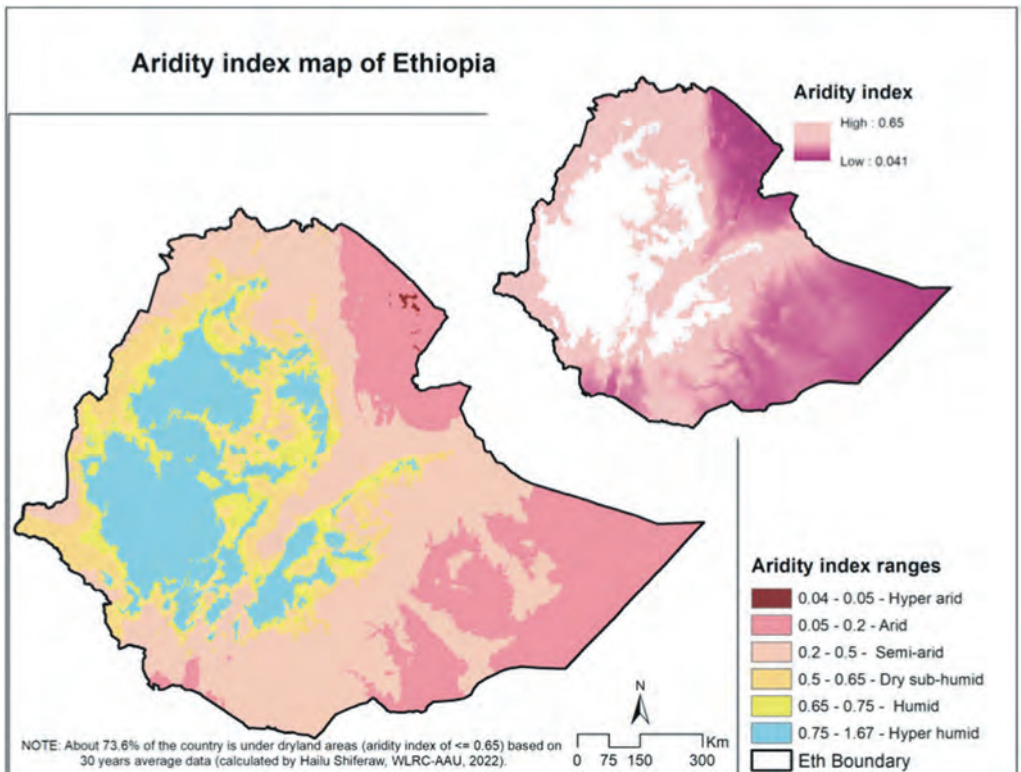 Aridity index map of Ethiopia
Aridity index
High : 0.65
Low : 0.041
Aridity index ranges
0.04 - 0.05 - Hyper arid
0.05 - 0.2 - Arid
0.2 - 0.5 - Semi-arid
0.5 - 0.65 - Dry sub-humid
0.65 - 0.75 - Humid
0.75 - 1.67 - Hyper humid
Eth Boundary
N
Km
0 75 150 300
NOTE: About 73.6% of the country is under dryland areas (aridity index of <= 0.65) based on
30 years average data (calculated by Hailu Shiferaw, WLRC-AAU, 2022).